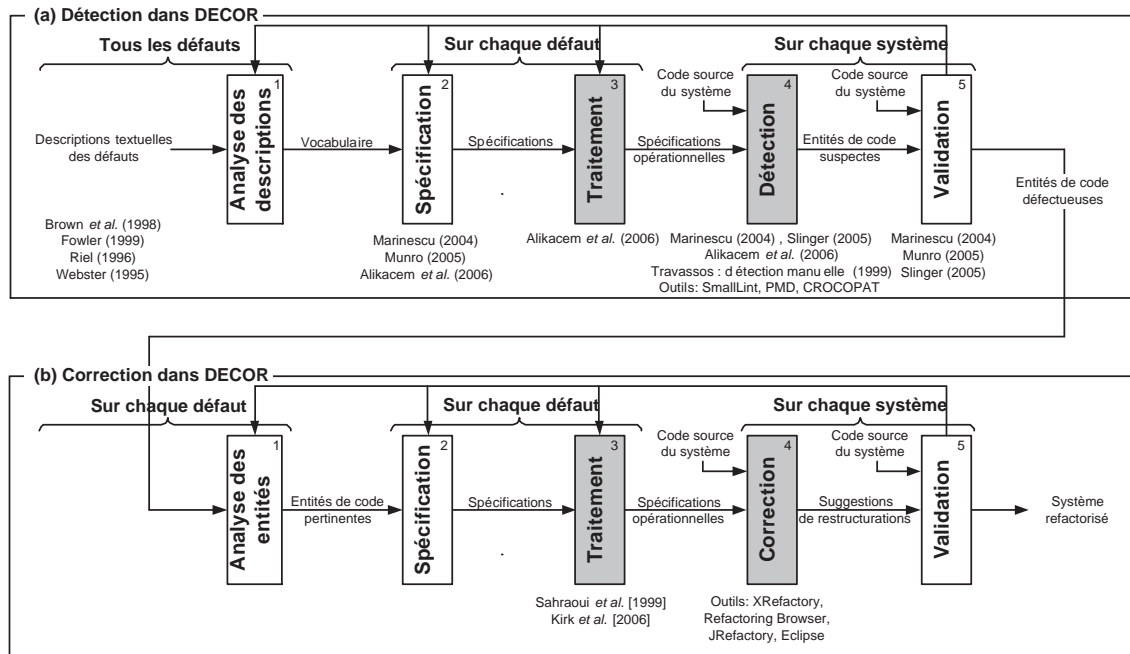 (a) Détection dans DECOR
Tous les défauts
Sur chaque défaut
Sur chaque système
Descriptions textuelles
des défauts
1
Analyse des
descriptions
Vocabulaire
2
Spécification
Spécifications
3
Traitement
Spécifications
opérationnelles
Code source
du système
4
Détection
Entités de code
suspectes
Code source
du système
5
Validation
Entités de code
défectueuses
Brown et al. (1998)
Fowler (1999)
Riel (1996)
Webster (1995)
Marinescu (2004)
Munro (2005)
Alikacem et al. (2006)
Alikacem et al. (2006)
Marinescu (2004) , Slinger (2005)
Alikacem et al. (2006)
Travassos : d étection manu elle (1999)
Outils: SmallLint, PMD, CROCOPAT
Marinescu (2004)
Munro (2005)
Slinger (2005)
(b) Correction dans DECOR
Sur chaque défaut
Sur chaque défaut
Sur chaque système
1
Analyse des
entités
Entités de code
pertinentes
2
Spécification
Spécifications
3
Traitement
Spécifications
opérationnelles
Code source
du système
4
Correction
Suggestions
de restructurations
Code source
du système
5
Validation
Système
refactorisé
Sahraoui et al. [1999]
Kirk et al. [2006]
Outils: XRefactory,
Refactoring Browser,
JRefactory, Eclipse